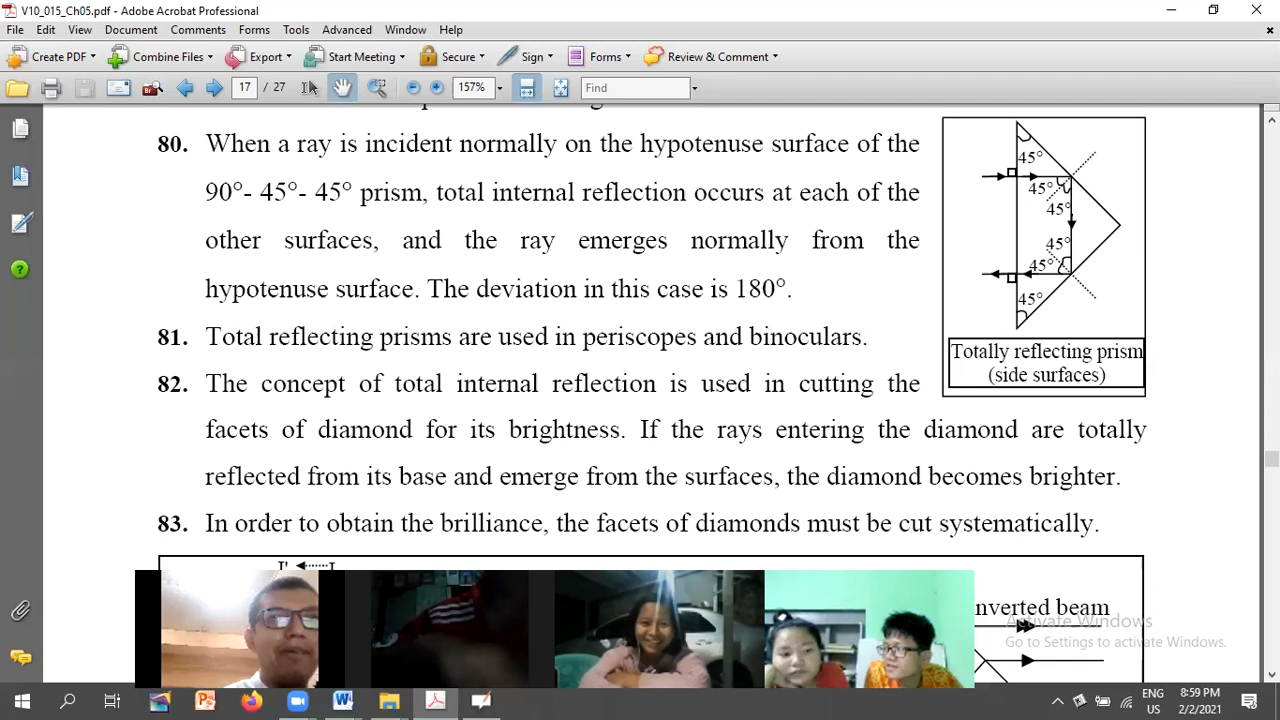 V10_015_Ch05.pdf - Adobe Acrobat Professional
File Edit View Document Comments Forms Tools Advanced Window Help
Create PDF Combine Files Export Start Meeting Secure Sign Forms Review & Comment
17 / 27 157% Find
80. When a ray is incident normally on the hypotenuse surface of the
90°- 45°- 45° prism, total internal reflection occurs at each of the
other surfaces, and the ray emerges normally from the
hypotenuse surface. The deviation in this case is 180°.
45°
45°
45°
45°
45°
45°
Totally reflecting prism
(side surfaces)
81. Total reflecting prisms are used in periscopes and binoculars.
82. The concept of total internal reflection is used in cutting the
facets of diamond for its brightness. If the rays entering the diamond are totally
reflected from its base and emerge from the surfaces, the diamond becomes brighter.
83. In order to obtain the brilliance, the facets of diamonds must be cut systematically.
I' I
nverted beam
Activate Windows
Go to Settings to activate Windows.
ENG 8:59 PM
US 2/2/2021